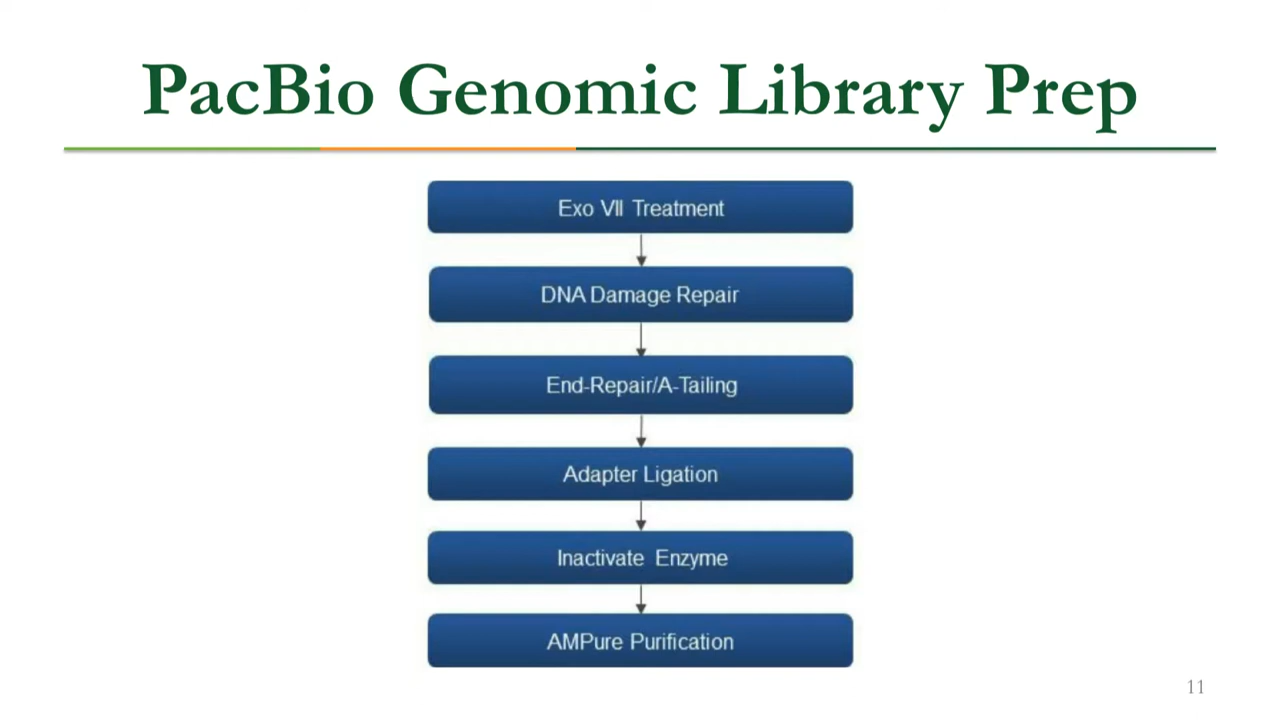 PacBio Genomic Library Prep
Exo VII Treatment
DNA Damage Repair
End-Repair/A-Tailing
Adapter Ligation
Inactivate Enzyme
AMPure Purification
11